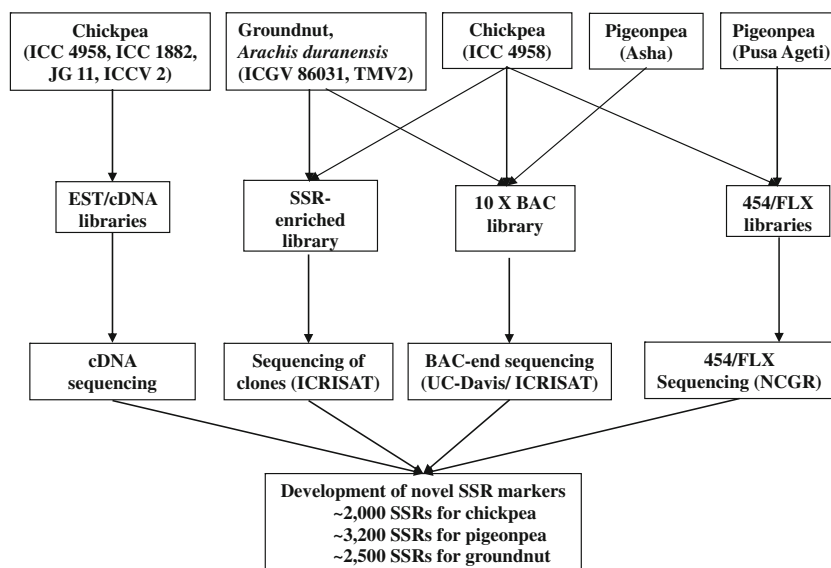 Chickpea
(ICC 4958, ICC 1882,
JG 11, ICCV 2)
Groundnut,
Arachis duranensis
(ICGV 86031, TMV2)
Chickpea
(ICC 4958)
Pigeonpea
(Asha)
Pigeonpea
(Pusa Ageti)
EST/cDNA
libraries
SSR-
enriched
library
10 X BAC
library
454/FLX
libraries
cDNA
sequencing
Sequencing of
clones (ICRISAT)
BAC-end sequencing
(UC-Davis/ ICRISAT)
454/FLX
Sequencing (NCGR)
Development of novel SSR markers
~2,000 SSRs for chickpea
~3,200 SSRs for pigeonpea
~2,500 SSRs for groundnut